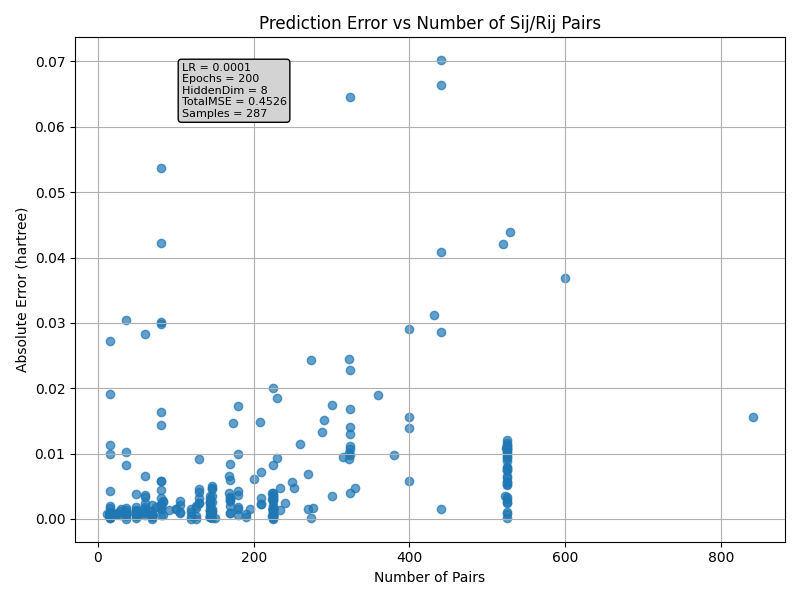 Prediction Error vs Number of Sij/Rij Pairs
LR = 0.0001
Epochs = 200
HiddenDim = 8
TotalMSE = 0.4526
Samples = 287
Absolute Error (hartree)
0.07
0.06
0.05
0.04
0.03
0.02
0.01
0.00
0 200 400 600 800
Number of Pairs